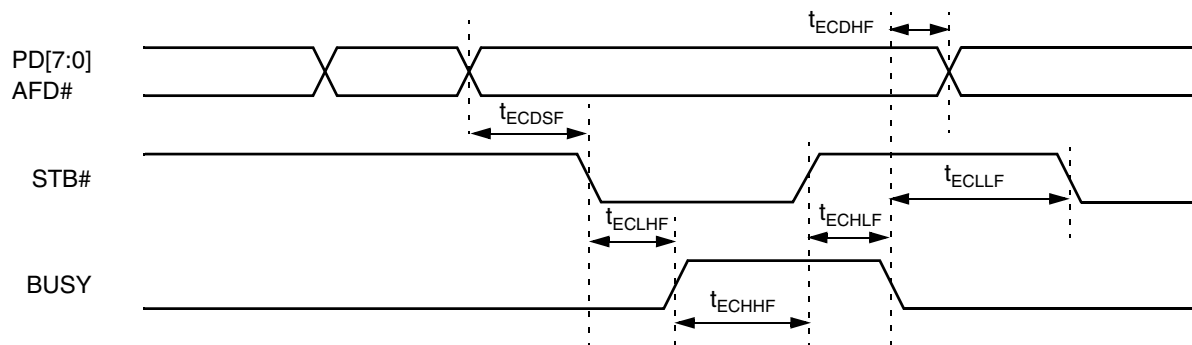 tECDHF
PD[7:0]
AFD#
tECDSF
STB#
tECLLF
tECLHF
tECHLF
BUSY
tECHHF